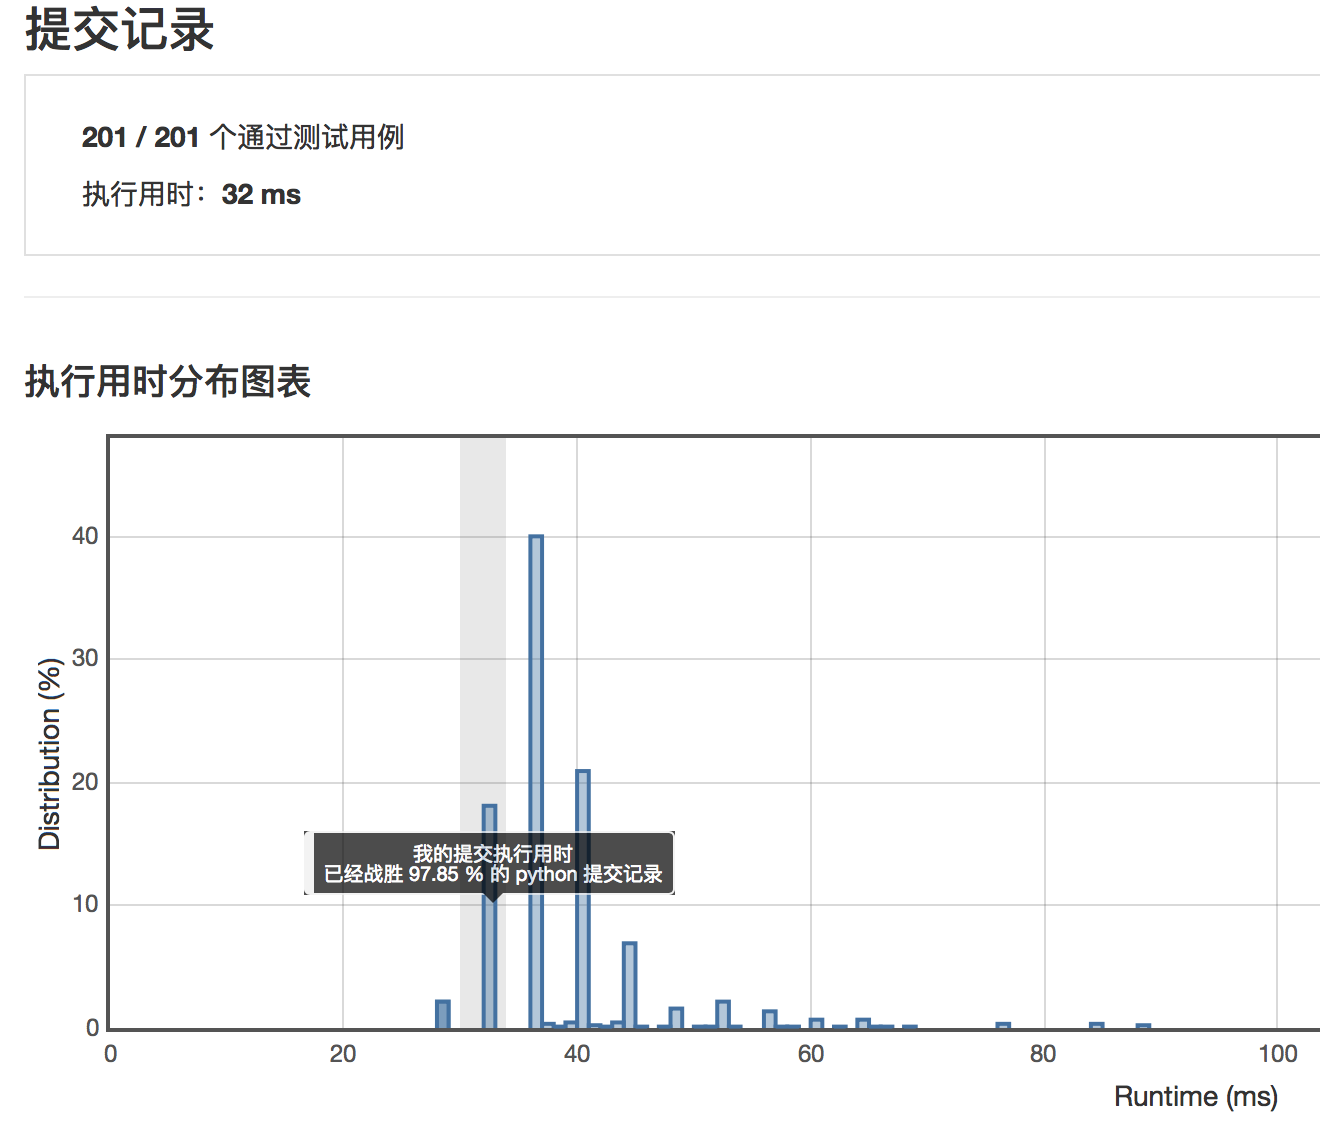 提交记录
201 / 201 个通过测试用例
执行用时：32 ms
执行用时分布图表
40
30
20
10
0
Distribution (%)
我的提交执行用时
已经战胜 97.85 % 的 python 提交记录
0 20 40 60 80 100
Runtime (ms)